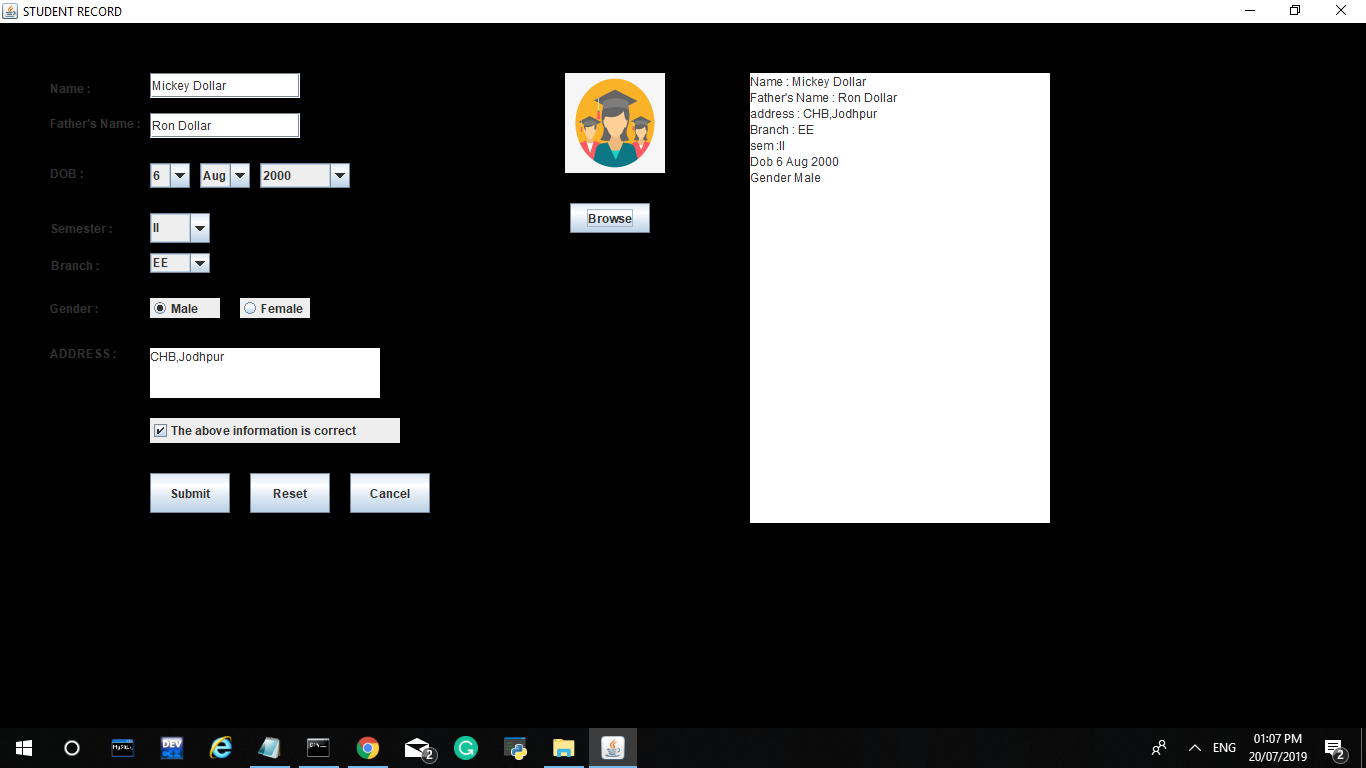 STUDENT RECORD
Name :
Mickey Dollar
Father's Name :
Ron Dollar
DOB :
6
Aug
2000
Semester :
II
Branch :
EE
Gender :
Male
Female
ADDRESS :
CHB,Jodhpur
The above information is correct
Submit
Reset
Cancel
Browse
Name : Mickey Dollar
Father's Name : Ron Dollar
address : CHB,Jodhpur
Branch : EE
sem :II
Dob 6 Aug 2000
Gender Male
MySQL
DEV
C:\
2
G
ENG
01:07 PM
20/07/2019
2